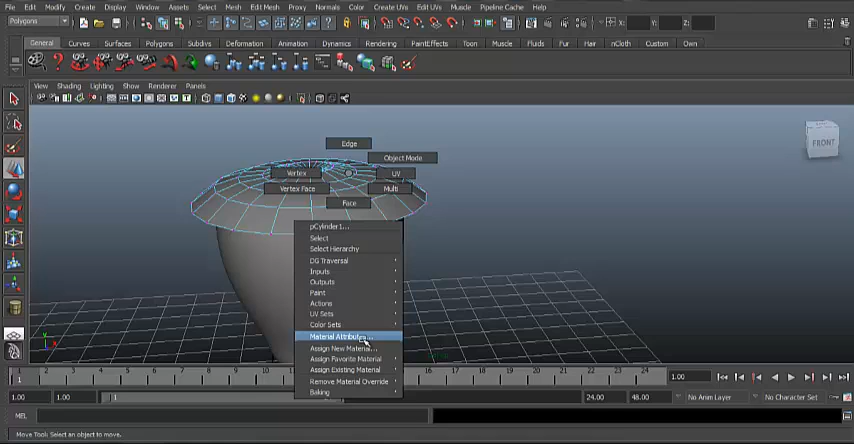 File Edit Modify Create Display Window Assets Select Mesh Edit Mesh Proxy Normals Color Create UVs Edit UVs Muscle Pipeline Cache Help
Polygons X: Y: Z:
General Curves Surfaces Polygons Subdivs Deformation Animation Dynamics Rendering PaintEffects Toon Muscle Fluids Fur Hair nCloth Custom Own
View Shading Lighting Show Renderer Panels
FRONT
Edge
Object Mode
Vertex UV
Vertex Face Multi
Face
pCylinder1...
Select
Select Hierarchy
DG Traversal
Inputs
Outputs
Paint
Actions
UV Sets
Color Sets
Material Attributes...
Assign New Material...
Assign Favorite Material
Assign Existing Material
Remove Material Override
Baking
1 2 3 4 5 6 7 8 9 16 17 18 19 20 21 22 23 24 1.00
1
1.00 1.00 1 24.00 48.00 No Anim Layer No Character Set
MEL
Move Tool: Select an object to move.